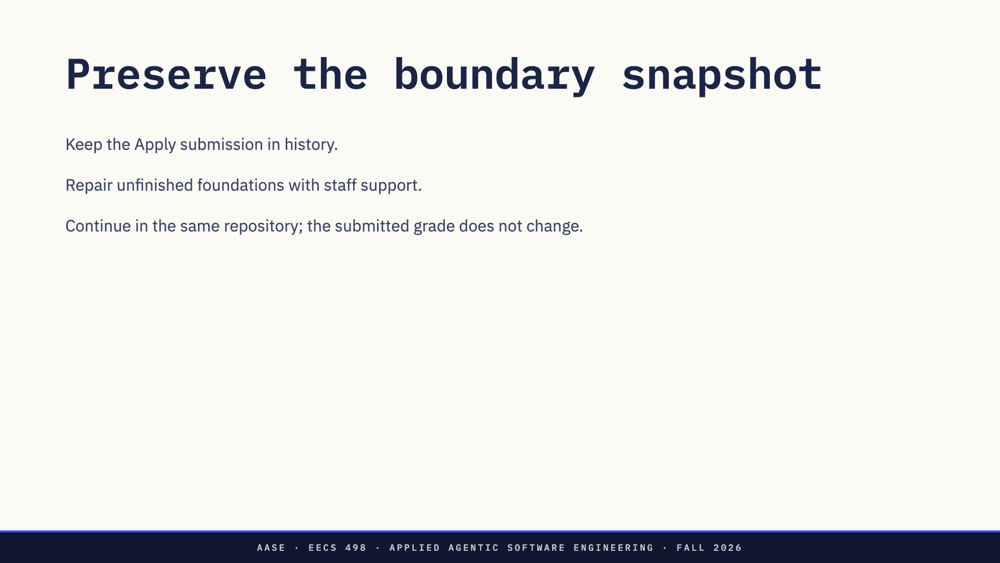 Preserve the boundary snapshot
Keep the Apply submission in history.
Repair unfinished foundations with staff support.
Continue in the same repository; the submitted grade does not change.
AASE · EECS 498 · APPLIED AGENTIC SOFTWARE ENGINEERING · FALL 2026